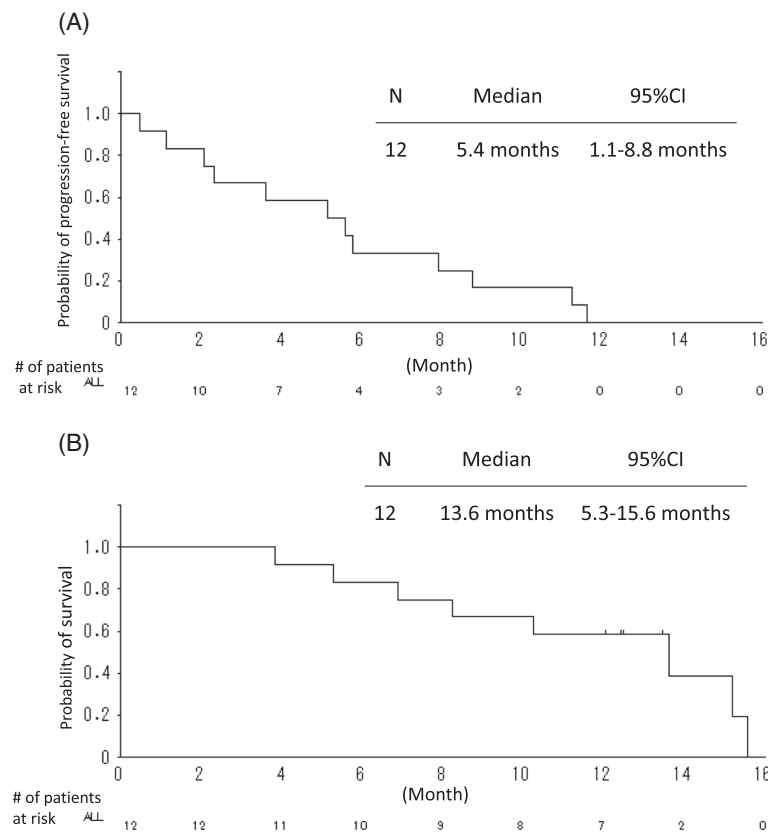 (A)
N Median 95%CI
12 5.4 months 1.1-8.8 months
Probability of progression-free survival
1.0
0.8
0.6
0.4
0.2
0
0 2 4 6 8 10 12 14 16
(Month)
# of patients
at risk ALL 12 10 7 4 3 2 0 0 0
(B)
N Median 95%CI
12 13.6 months 5.3-15.6 months
Probability of survival
1.0
0.8
0.6
0.4
0.2
0
0 2 4 6 8 10 12 14 16
(Month)
# of patients
at risk ALL 12 12 11 10 9 8 7 2 0